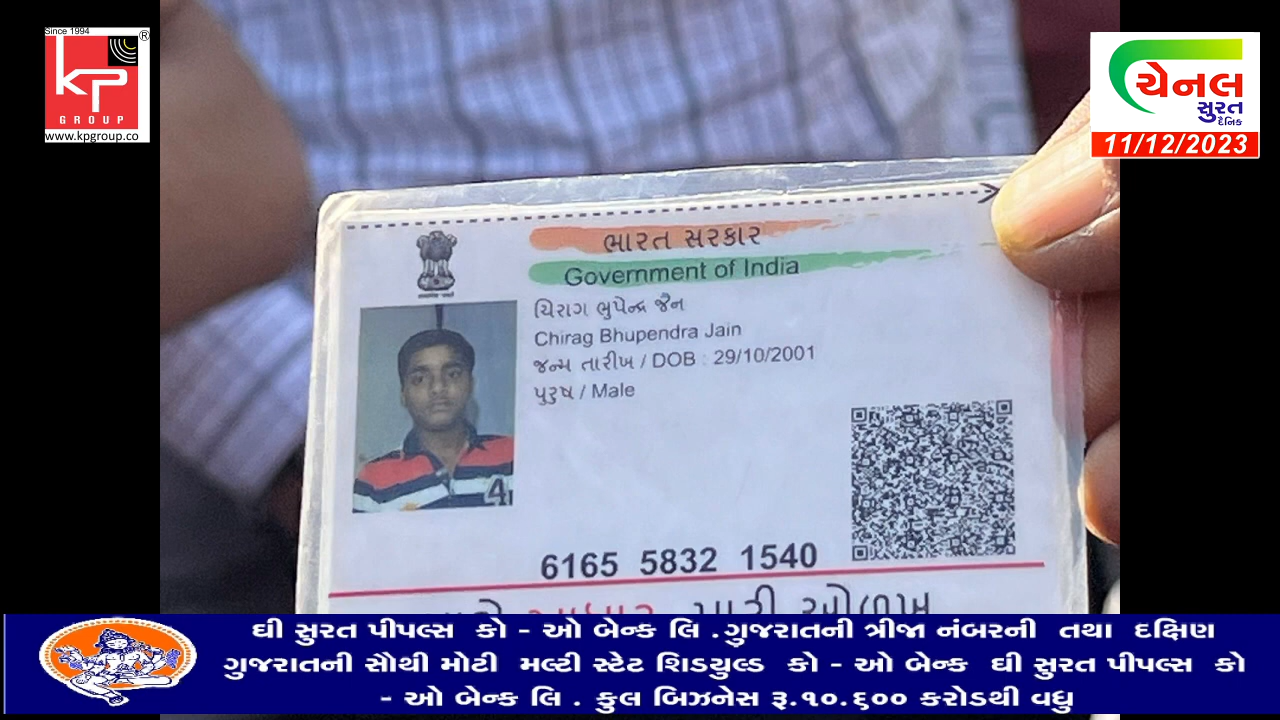 Since 1994
®
KP
GROUP
www.kpgroup.co
ચેનલ
સુરત
દૈનિક
11/12/2023
ભારત સરકાર
Government of India
ચિરાગ ભુપેન્દ્ર જૈન
Chirag Bhupendra Jain
જન્મ તારીખ / DOB : 29/10/2001
પુરુષ / Male
4
6165 5832 1540
આધાર
ઘી સુરત પીપલ્સ કો - ઓ બેન્ક લિ .ગુજરાતની ત્રીજા નંબરની તથા દક્ષિણ
ગુજરાતની સૌથી મોટી મલ્ટી સ્ટેટ શિડયુલ્ડ કો - ઓ બેન્ક ઘી સુરત પીપલ્સ કો
- ઓ બેન્ક લિ . કુલ બિઝનેસ રૂ.૧૦.૬૦૦ કરોડથી વધુ